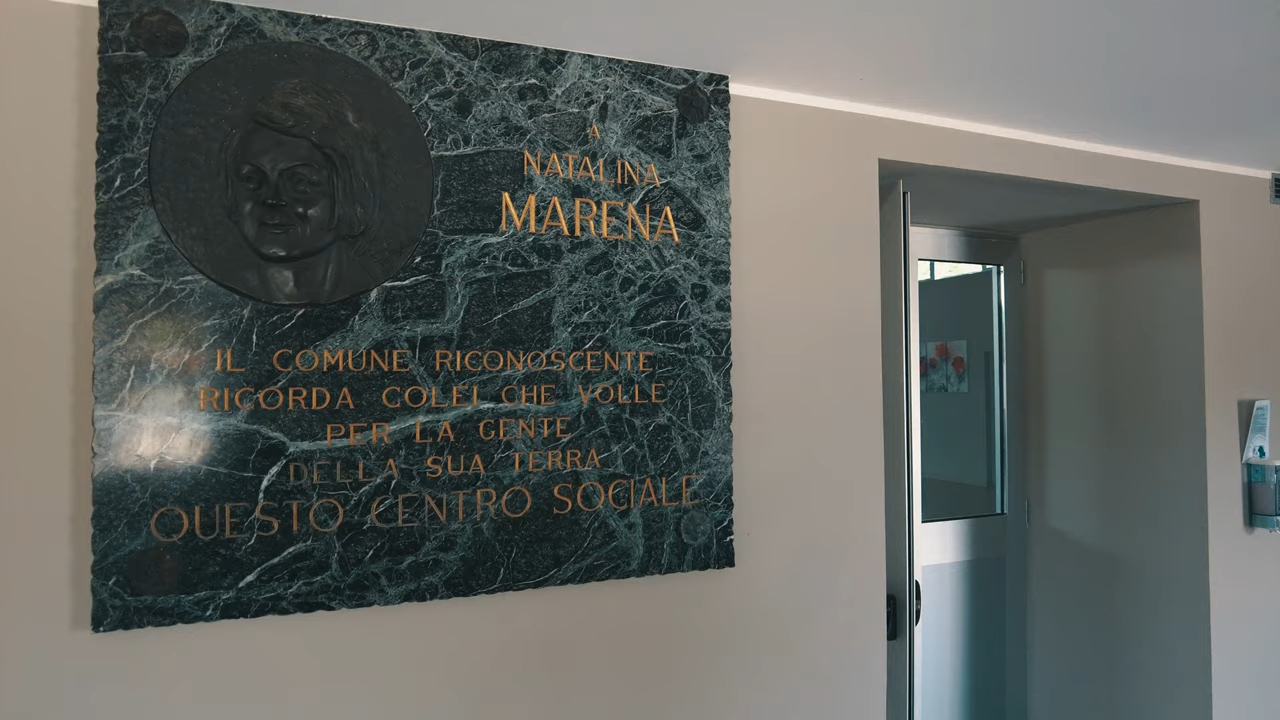 A
NATALINA
MARENA
IL COMUNE RICONOSCENTE
RICORDA COLEI CHE VOLLE
PER LA GENTE
DELLA SUA TERRA
QUESTO CENTRO SOCIALE